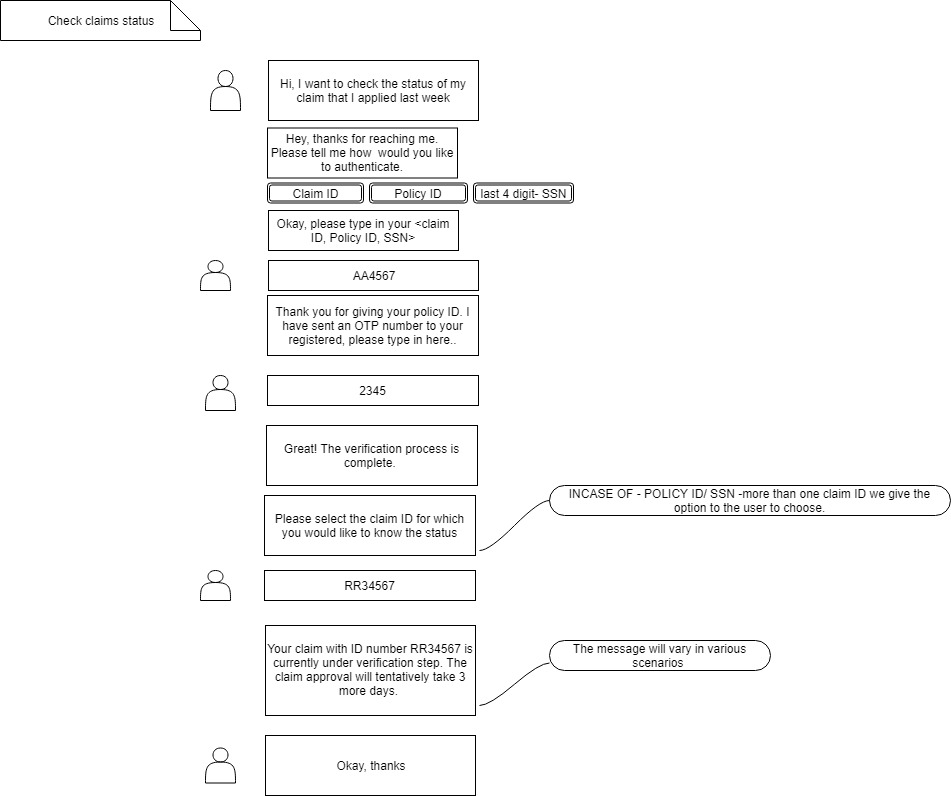 Check claims status
Hi, I want to check the status of my
claim that I applied last week
Hey, thanks for reaching me.
Please tell me how would you like
to authenticate.
Claim ID
Policy ID
last 4 digit- SSN
Okay, please type in your <claim
ID, Policy ID, SSN>
AA4567
Thank you for giving your policy ID. I
have sent an OTP number to your
registered, please type in here..
2345
Great! The verification process is
complete.
INCASE OF - POLICY ID/ SSN -more than one claim ID we give the
option to the user to choose.
Please select the claim ID for which
you would like to know the status
RR34567
Your claim with ID number RR34567 is
currently under verification step. The
claim approval will tentatively take 3
more days.
The message will vary in various
scenarios
Okay, thanks